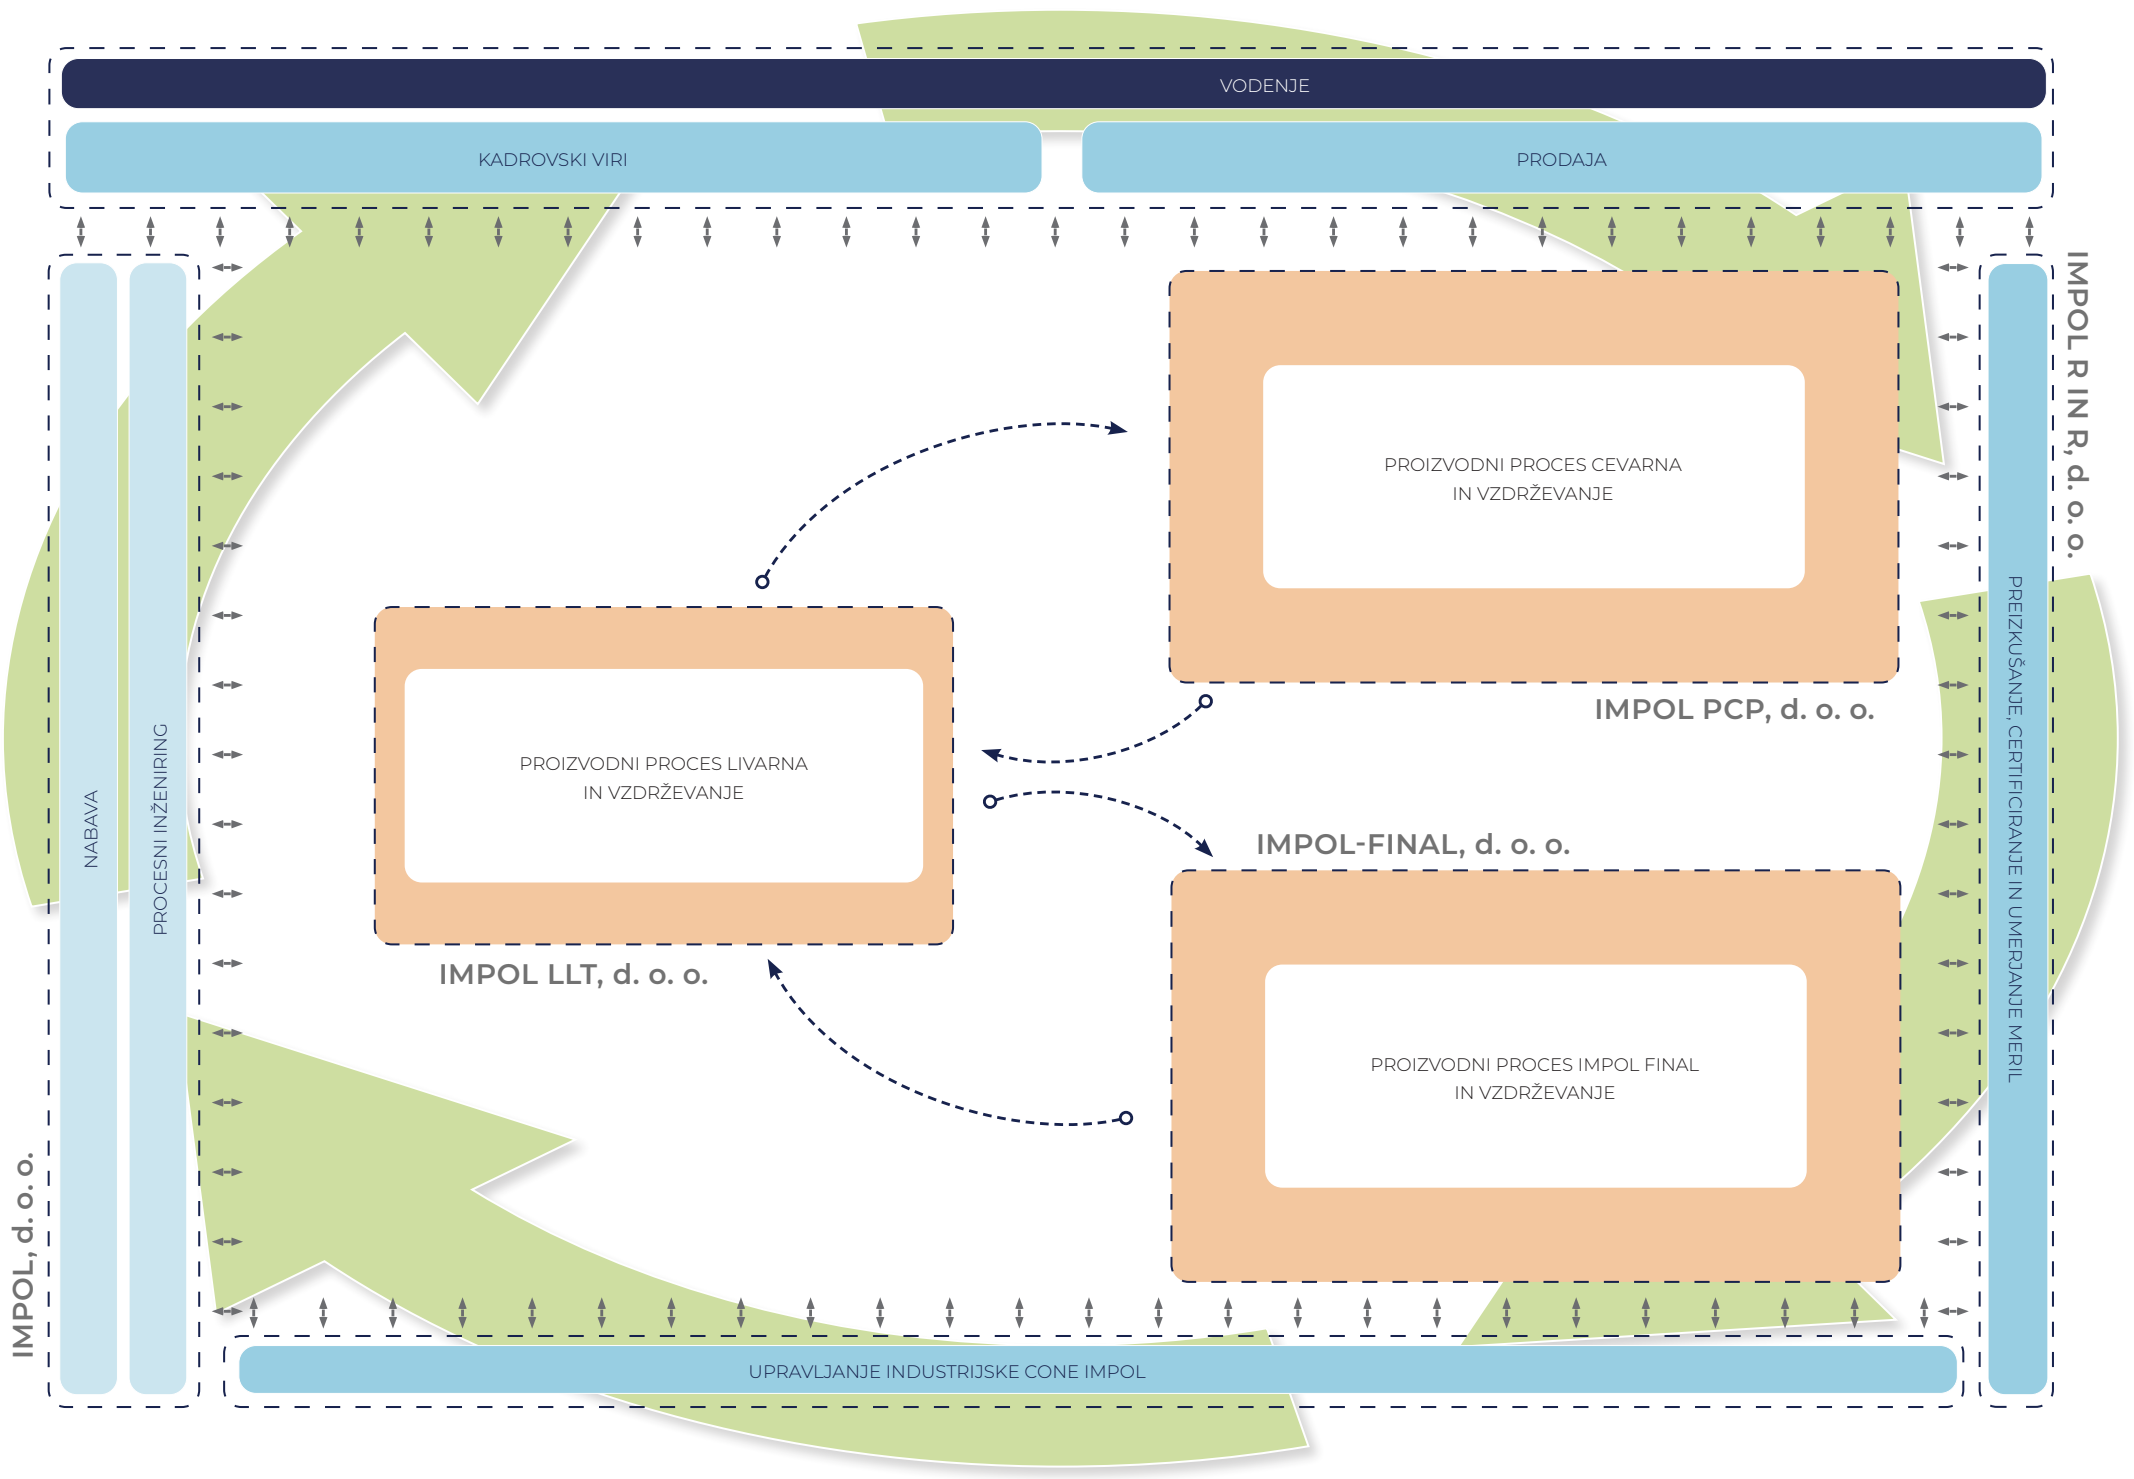 VODENJE
KADROVSKI VIRI
PRODAJA
NABAVA
PROCESNI INŽENIRING
IMPOL, d. o. o.
PROIZVODNI PROCES CEVARNA
IN VZDRŽEVANJE
IMPOL PCP, d. o. o.
PROIZVODNI PROCES LIVARNA
IN VZDRŽEVANJE
IMPOL LLT, d. o. o.
IMPOL-FINAL, d. o. o.
PROIZVODNI PROCES IMPOL FINAL
IN VZDRŽEVANJE
IMPOL R IN R, d. o. o.
PREIZKUŠANJE, CERTIFICIRANJE IN UMERJANJE MERIL
UPRAVLJANJE INDUSTRIJSKE CONE IMPOL